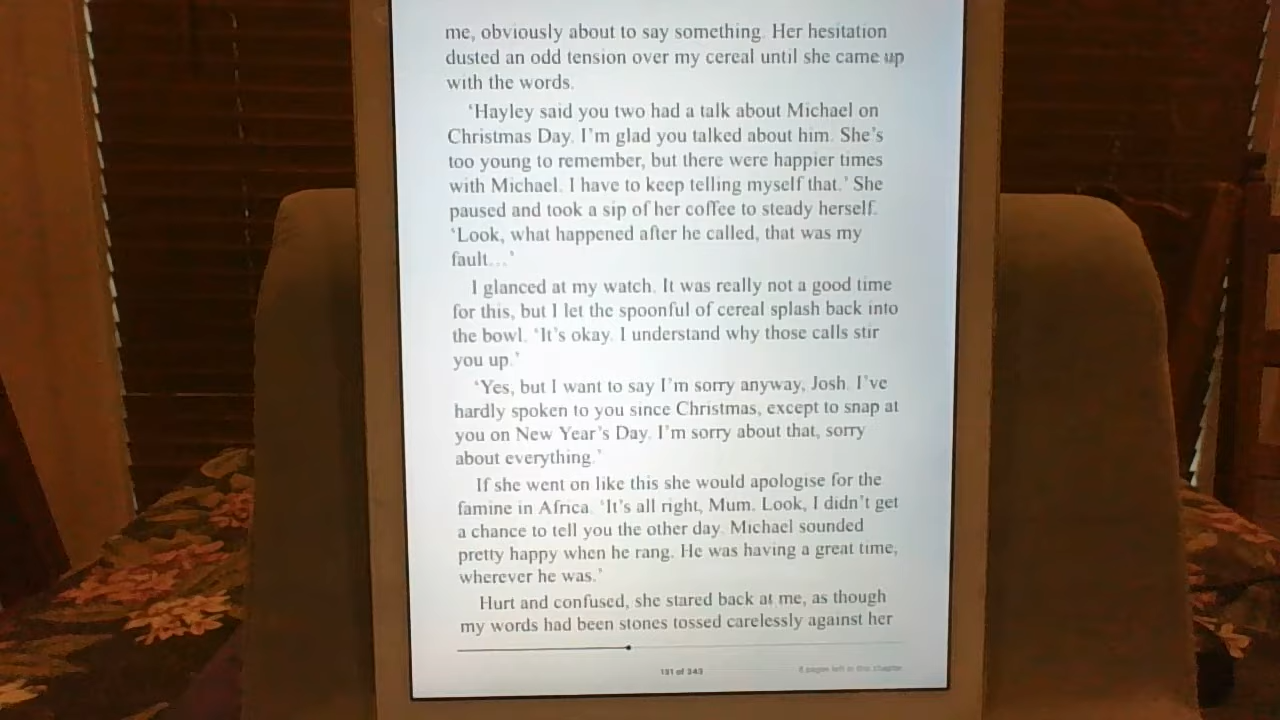 me, obviously about to say something. Her hesitation
dusted an odd tension over my cereal until she came up
with the words.
‘Hayley said you two had a talk about Michael on
Christmas Day. I’m glad you talked about him. She’s
too young to remember, but there were happier times
with Michael. I have to keep telling myself that.’ She
paused and took a sip of her coffee to steady herself.
‘Look, what happened after he called, that was my
fault…’
I glanced at my watch. It was really not a good time
for this, but I let the spoonful of cereal splash back into
the bowl. ‘It’s okay. I understand why those calls stir
you up.’
‘Yes, but I want to say I’m sorry anyway, Josh. I’ve
hardly spoken to you since Christmas, except to snap at
you on New Year’s Day. I’m sorry about that, sorry
about everything.’
If she went on like this she would apologise for the
famine in Africa. ‘It’s all right, Mum. Look, I didn’t get
a chance to tell you the other day. Michael sounded
pretty happy when he rang. He was having a great time,
wherever he was.’
Hurt and confused, she stared back at me, as though
my words had been stones tossed carelessly against her
of 343
pages left in this chapter